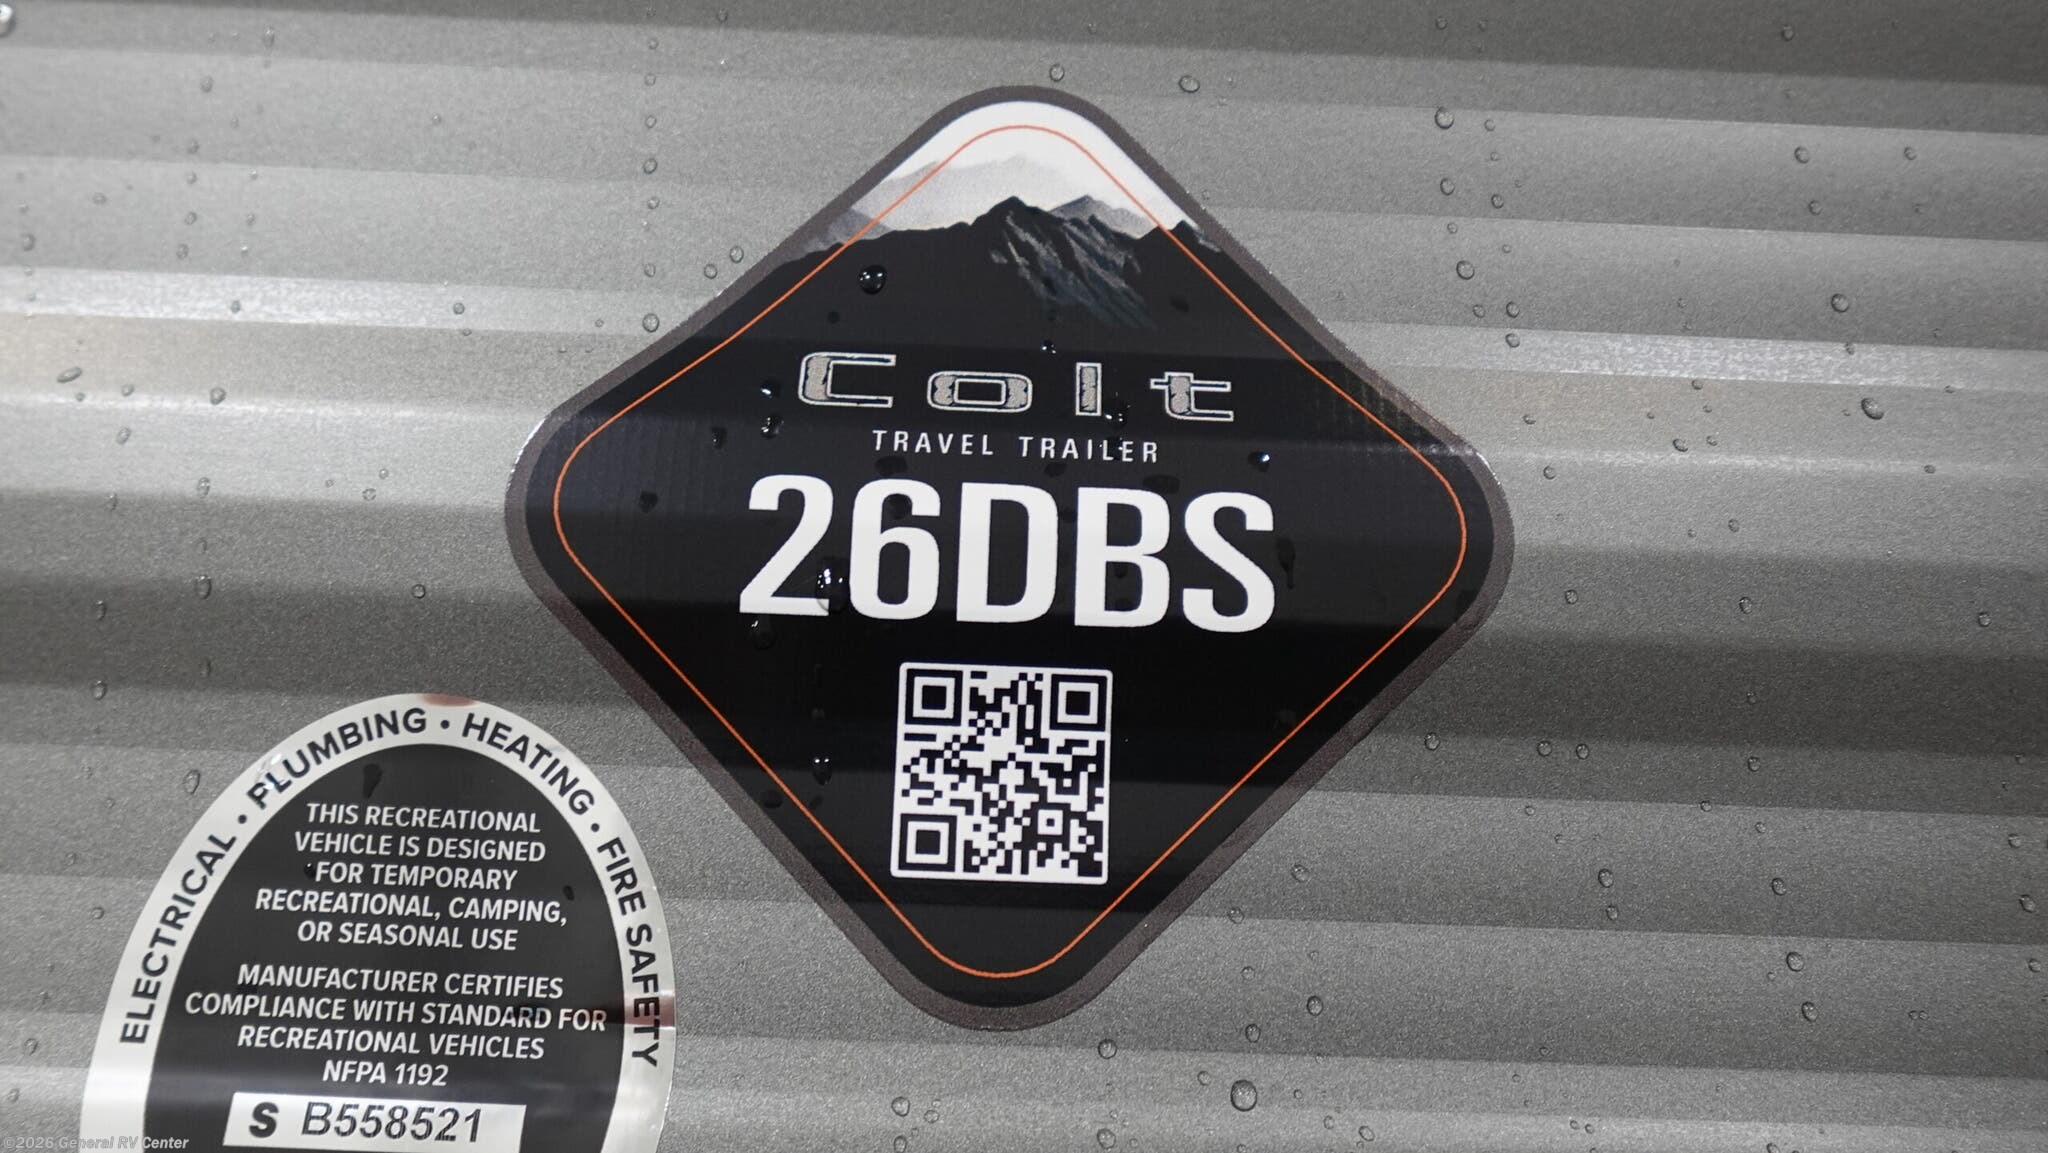 Colt
TRAVEL TRAILER
26DBS
ELECTRICAL • PLUMBING • HEATING • FIRE SAFETY
THIS RECREATIONAL
VEHICLE IS DESIGNED
FOR TEMPORARY
RECREATIONAL, CAMPING,
OR SEASONAL USE
MANUFACTURER CERTIFIES
COMPLIANCE WITH STANDARD FOR
RECREATIONAL VEHICLES
NFPA 1192
S B558521
©2026 General RV Center